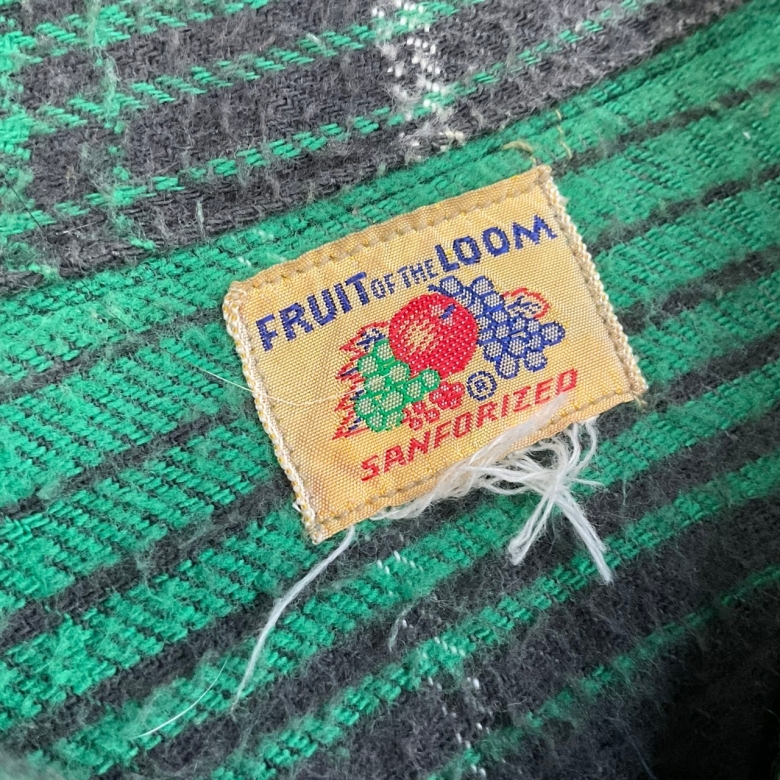 FRUIT OF THE LOOM
®
SANFORIZED